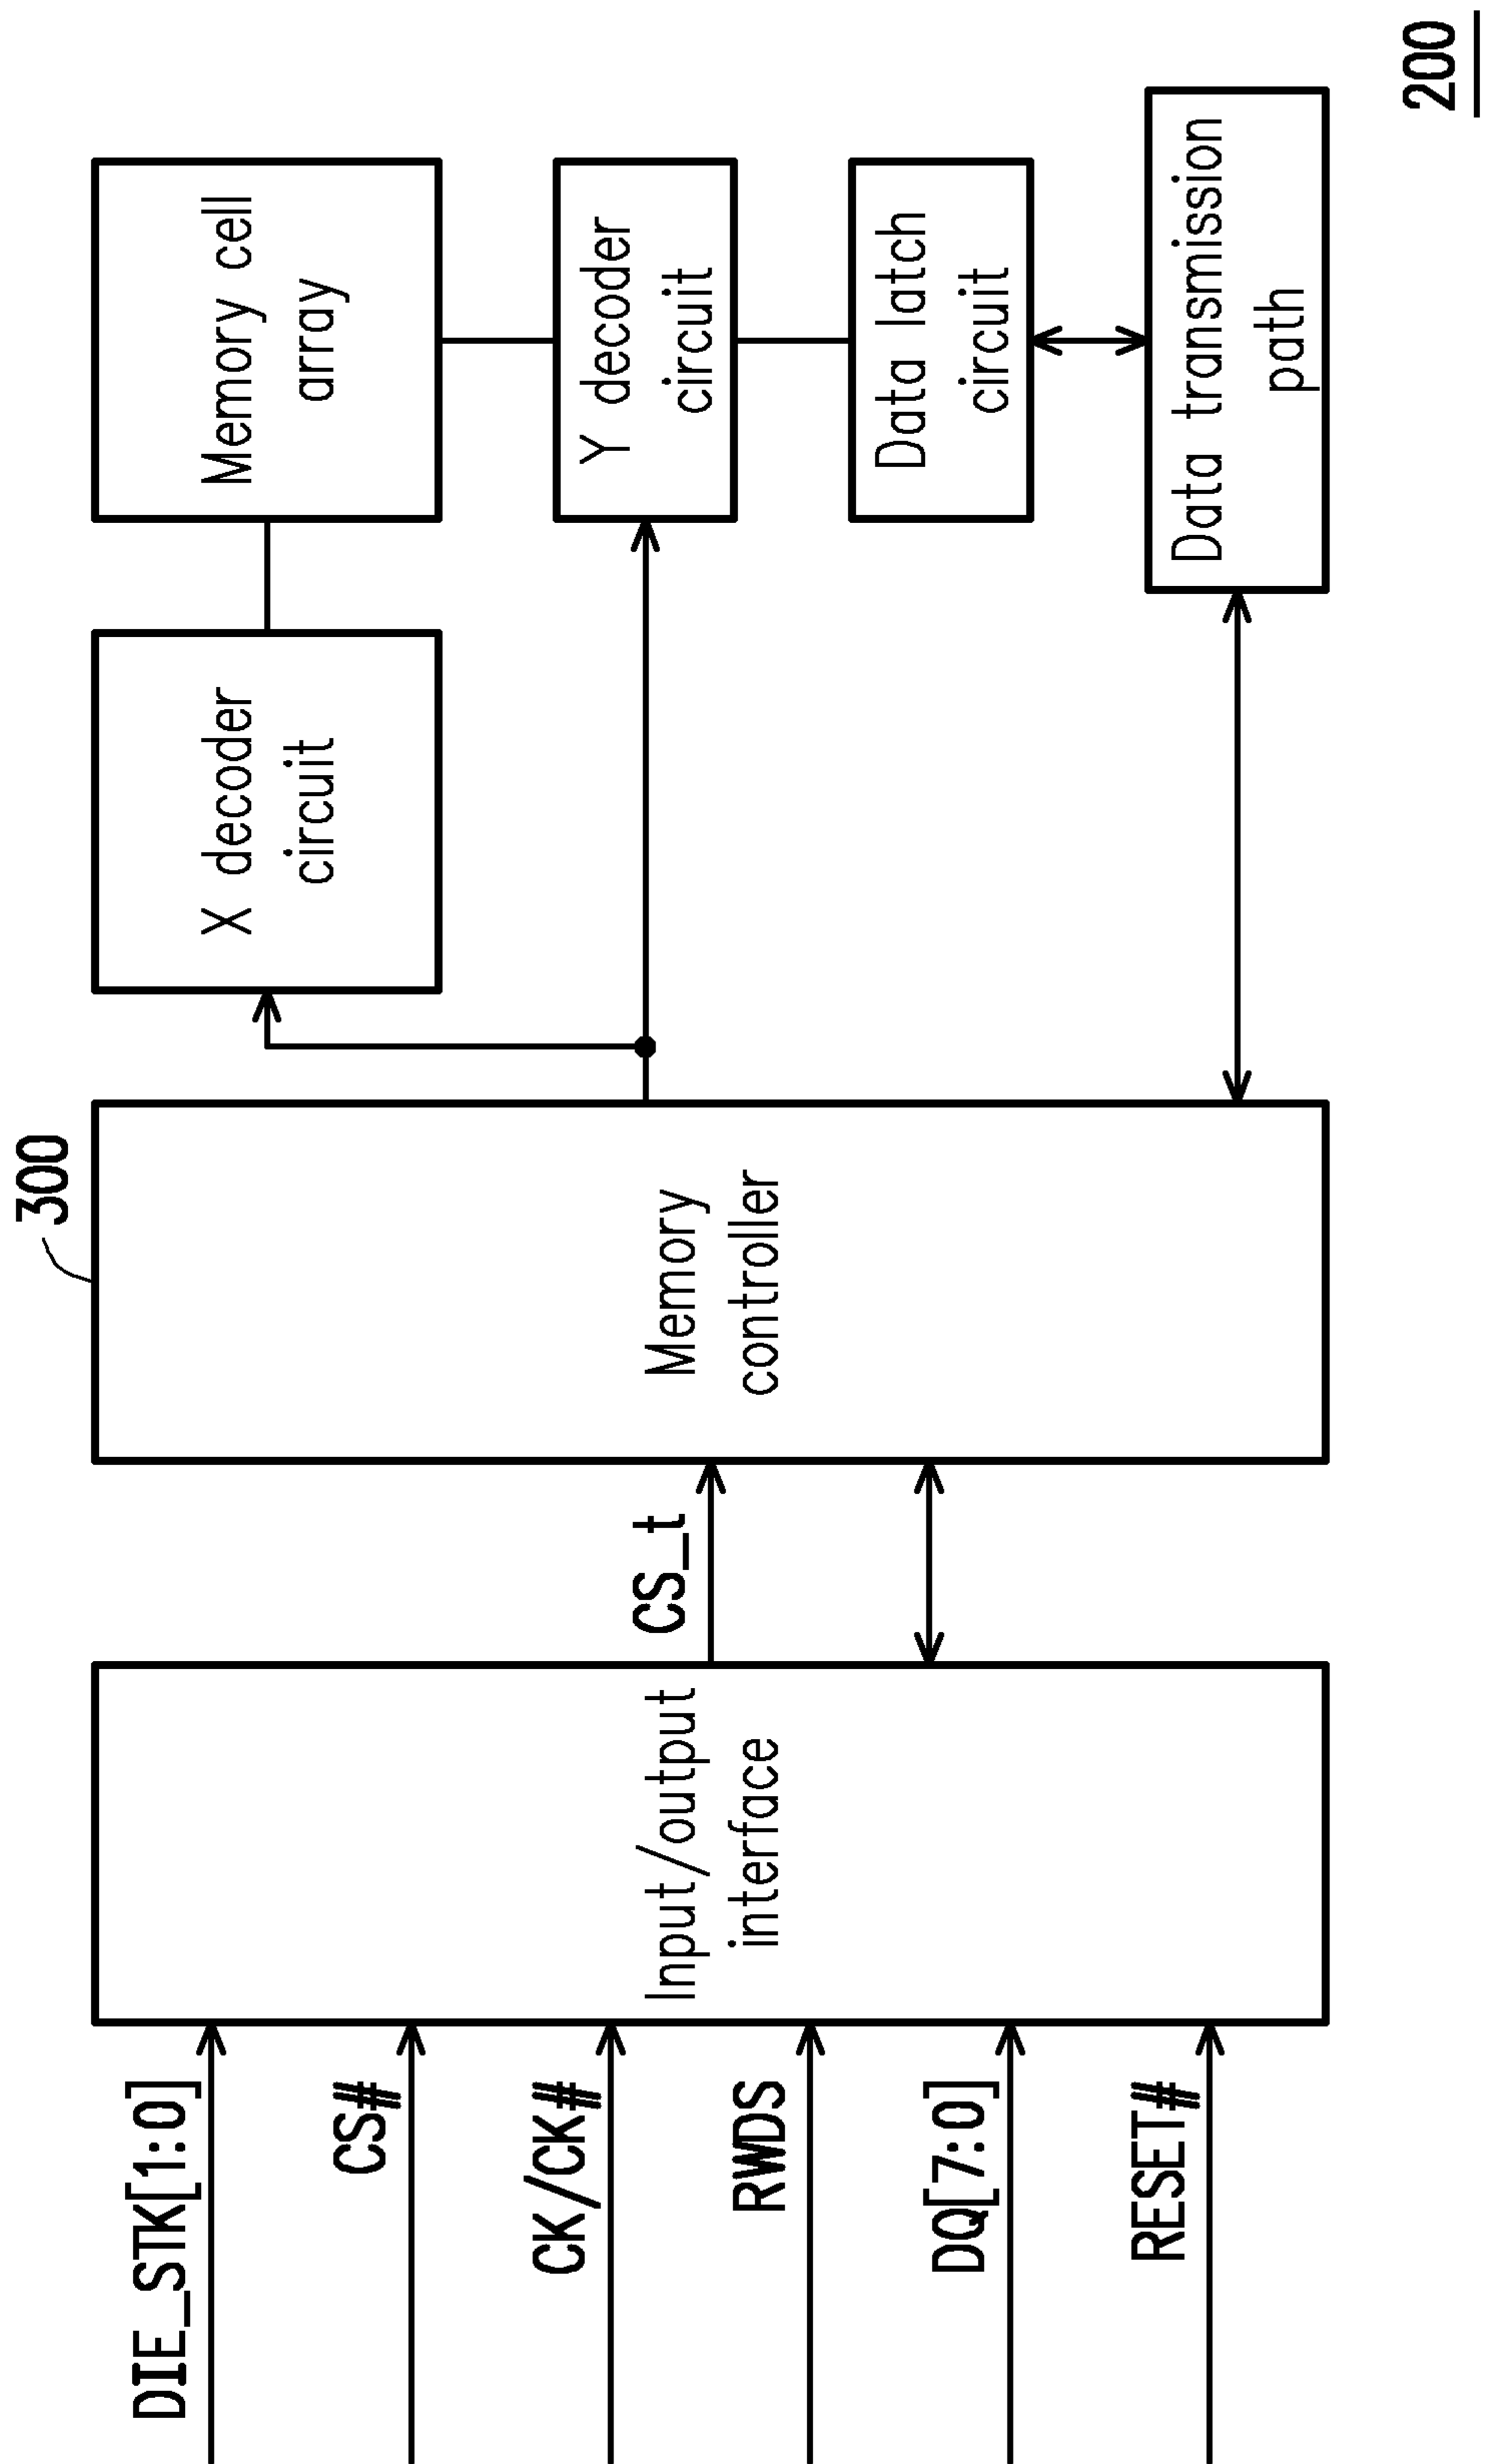 DIE_STK[1:0]
CS#
CK/CK#
RWDS
DQ[7:0]
RESET#
Input/output
interface
CS_t
300
Memory
controller
X decoder
circuit
Memory cell
array
Y decoder
circuit
Data latch
circuit
Data transmission
path
200